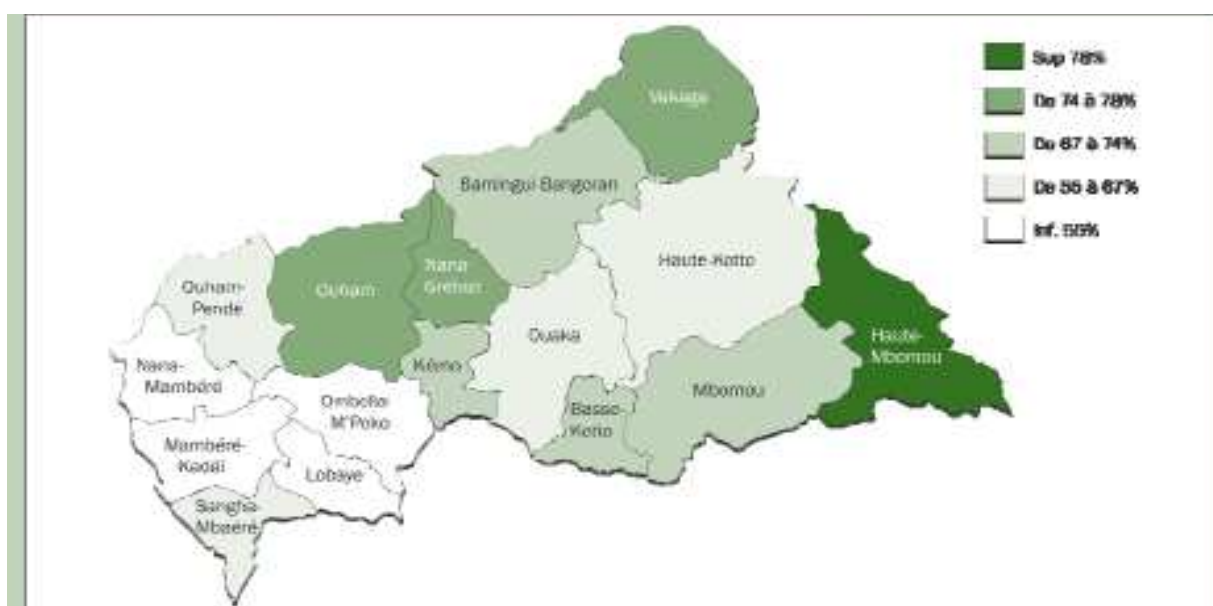 Sup 78%
De 74 à 78%
De 67 à 74%
De 55 à 67%
Inf. 55%
Vakaga
Bamingui-Bangoran
Haute-Kotto
Ouham-
Pende
Ouham
Nana
Grébizi
Haute-
Mbomou
Ouaka
Kémo
Mbomou
Nana-
Mambéré
Ombella
M'Poko
Basse-
Kotto
Mambéré-
Kadéi
Lobaye
Sangha-
Mbaéré